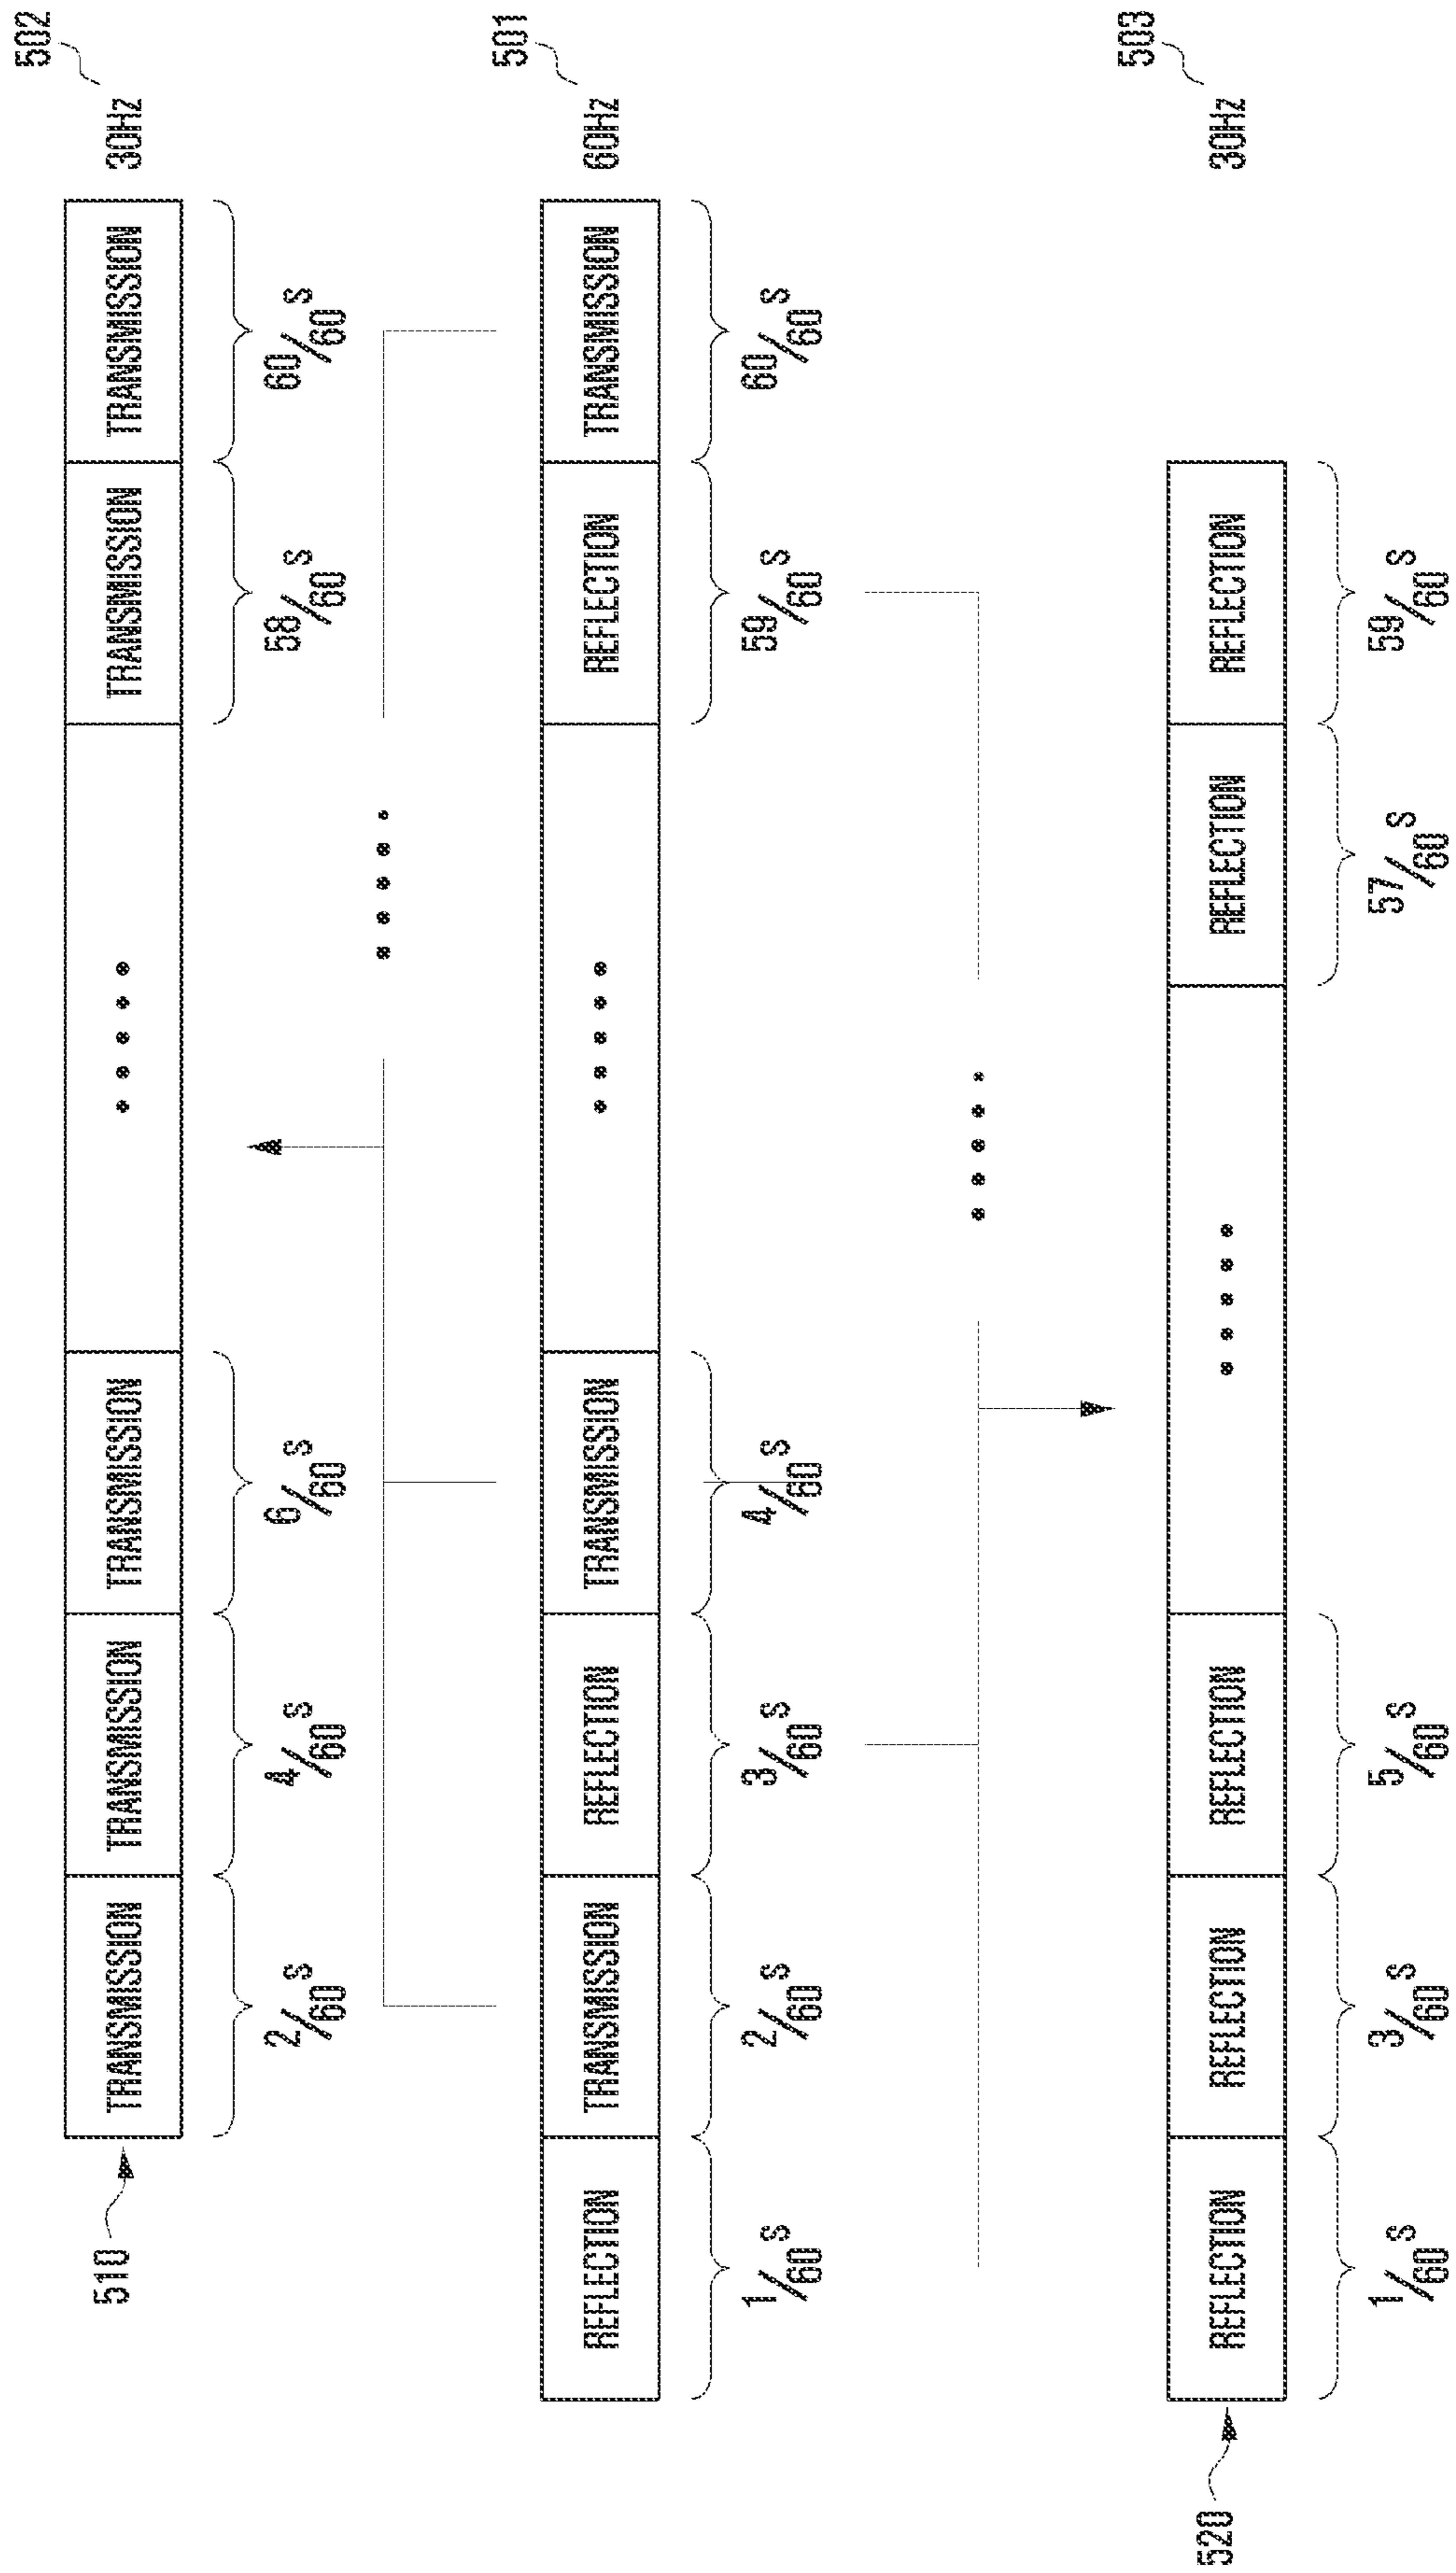 502
30Hz
510
TRANSMISSION TRANSMISSION TRANSMISSION ..... TRANSMISSION TRANSMISSION
2/60 S 4/60 S 6/60 S 58/60 S 60/60 S
.....
501
60Hz
REFLECTION TRANSMISSION REFLECTION TRANSMISSION ..... REFLECTION TRANSMISSION
1/60 S 2/60 S 3/60 S 4/60 S 59/60 S 60/60 S
.....
503
30Hz
520
REFLECTION REFLECTION REFLECTION ..... REFLECTION REFLECTION
1/60 S 3/60 S 5/60 S 57/60 S 59/60 S